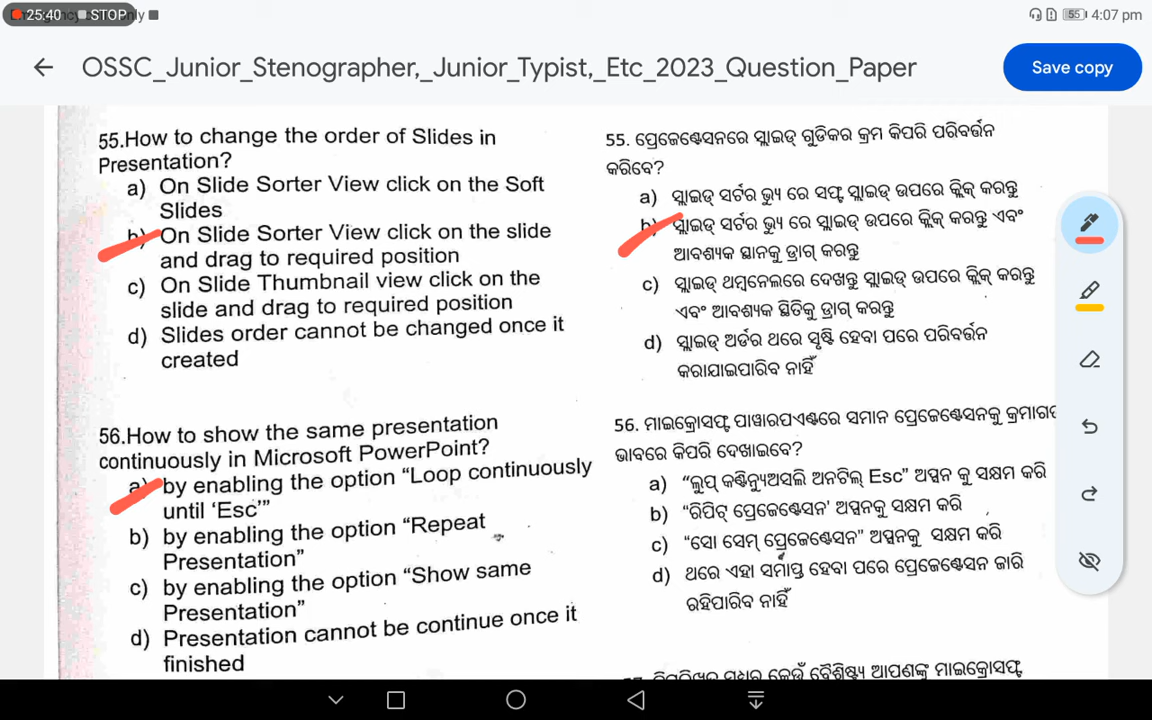 25:40 STOP ly
55 4:07 pm
OSSC_Junior_Stenographer,_Junior_Typist,_Etc_2023_Question_Paper
Save copy
55.How to change the order of Slides in
Presentation?
a) On Slide Sorter View click on the Soft
Slides
b) On Slide Sorter View click on the slide
and drag to required position
c) On Slide Thumbnail view click on the
slide and drag to required position
d) Slides order cannot be changed once it
created
56.How to show the same presentation
continuously in Microsoft PowerPoint?
a) by enabling the option “Loop continuously
until ‘Esc’”
b) by enabling the option “Repeat
Presentation”
c) by enabling the option “Show same
Presentation”
d) Presentation cannot be continue once it
finished
55. ପ୍ରେଜେଣ୍ଟେସନରେ ସ୍ଲାଇଡ୍ ଗୁଡିକର କ୍ରମ କିପରି ପରିବର୍ତ୍ତନ
କରିବେ?
a) ସ୍ଲାଇଡ୍ ସର୍ଟର ଭ୍ୟୁ ରେ ସଫ୍ଟ ସ୍ଲାଇଡ୍ ଉପରେ କ୍ଲିକ୍ କରନ୍ତୁ
b) ସ୍ଲାଇଡ୍ ସର୍ଟର ଭ୍ୟୁ ରେ ସ୍ଲାଇଡ୍ ଉପରେ କ୍ଲିକ୍ କରନ୍ତୁ ଏବଂ
ଆବଶ୍ୟକ ସ୍ଥାନକୁ ଡ୍ରାଗ୍ କରନ୍ତୁ
c) ସ୍ଲାଇଡ୍ ଥମ୍ବନେଲରେ ଦେଖନ୍ତୁ ସ୍ଲାଇଡ୍ ଉପରେ କ୍ଲିକ୍ କରନ୍ତୁ
ଏବଂ ଆବଶ୍ୟକ ସ୍ଥିତିକୁ ଡ୍ରାଗ୍ କରନ୍ତୁ
d) ସ୍ଲାଇଡ୍ ଅର୍ଡର ଥରେ ସୃଷ୍ଟି ହେବା ପରେ ପରିବର୍ତ୍ତନ
କରାଯାଇପାରିବ ନାହିଁ
56. ମାଇକ୍ରୋସଫ୍ଟ ପାୱାରପଏଣ୍ଟରେ ସମାନ ପ୍ରେଜେଣ୍ଟେସନକୁ କ୍ରମାଗତ
ଭାବରେ କିପରି ଦେଖାଇବେ?
a) “ଲୁପ୍ କଣ୍ଟିନ୍ୟୁଅସଲି ଅନଟିଲ୍ Esc” ଅପ୍ସନ କୁ ସକ୍ଷମ କରି
b) “ରିପିଟ୍ ପ୍ରେଜେଣ୍ଟେସନ’ ଅପ୍ସନକୁ ସକ୍ଷମ କରି
c) “ସୋ ସେମ୍ ପ୍ରେଜେଣ୍ଟେସନ” ଅପ୍ସନକୁ ସକ୍ଷମ କରି
d) ଥରେ ଏହା ସମାପ୍ତ ହେବା ପରେ ପ୍ରେଜେଣ୍ଟେସନ ଜାରି
ରହିପାରିବ ନାହିଁ
କେଉଁ ବୈଶିଷ୍ଟ୍ୟ ଆପଣଙ୍କୁ ମାଇକ୍ରୋସଫ୍ଟ